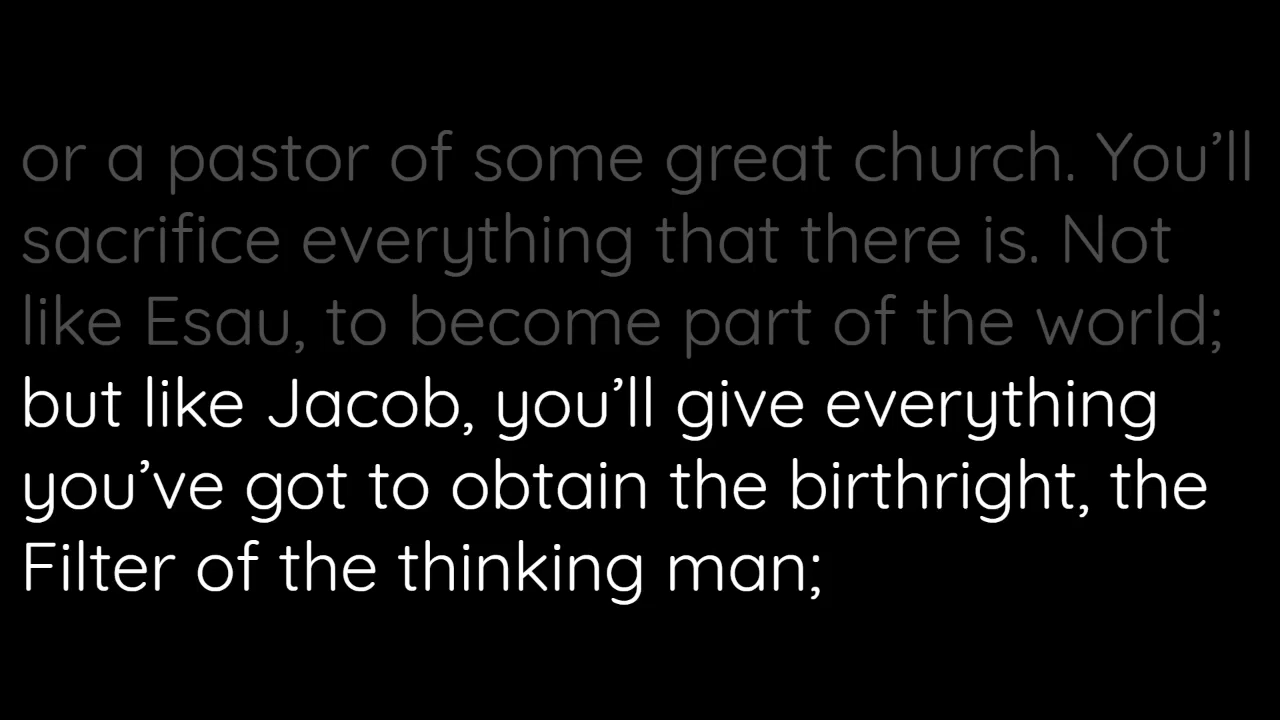 or a pastor of some great church. You’ll
sacrifice everything that there is. Not
like Esau, to become part of the world;
but like Jacob, you’ll give everything
you’ve got to obtain the birthright, the
Filter of the thinking man;